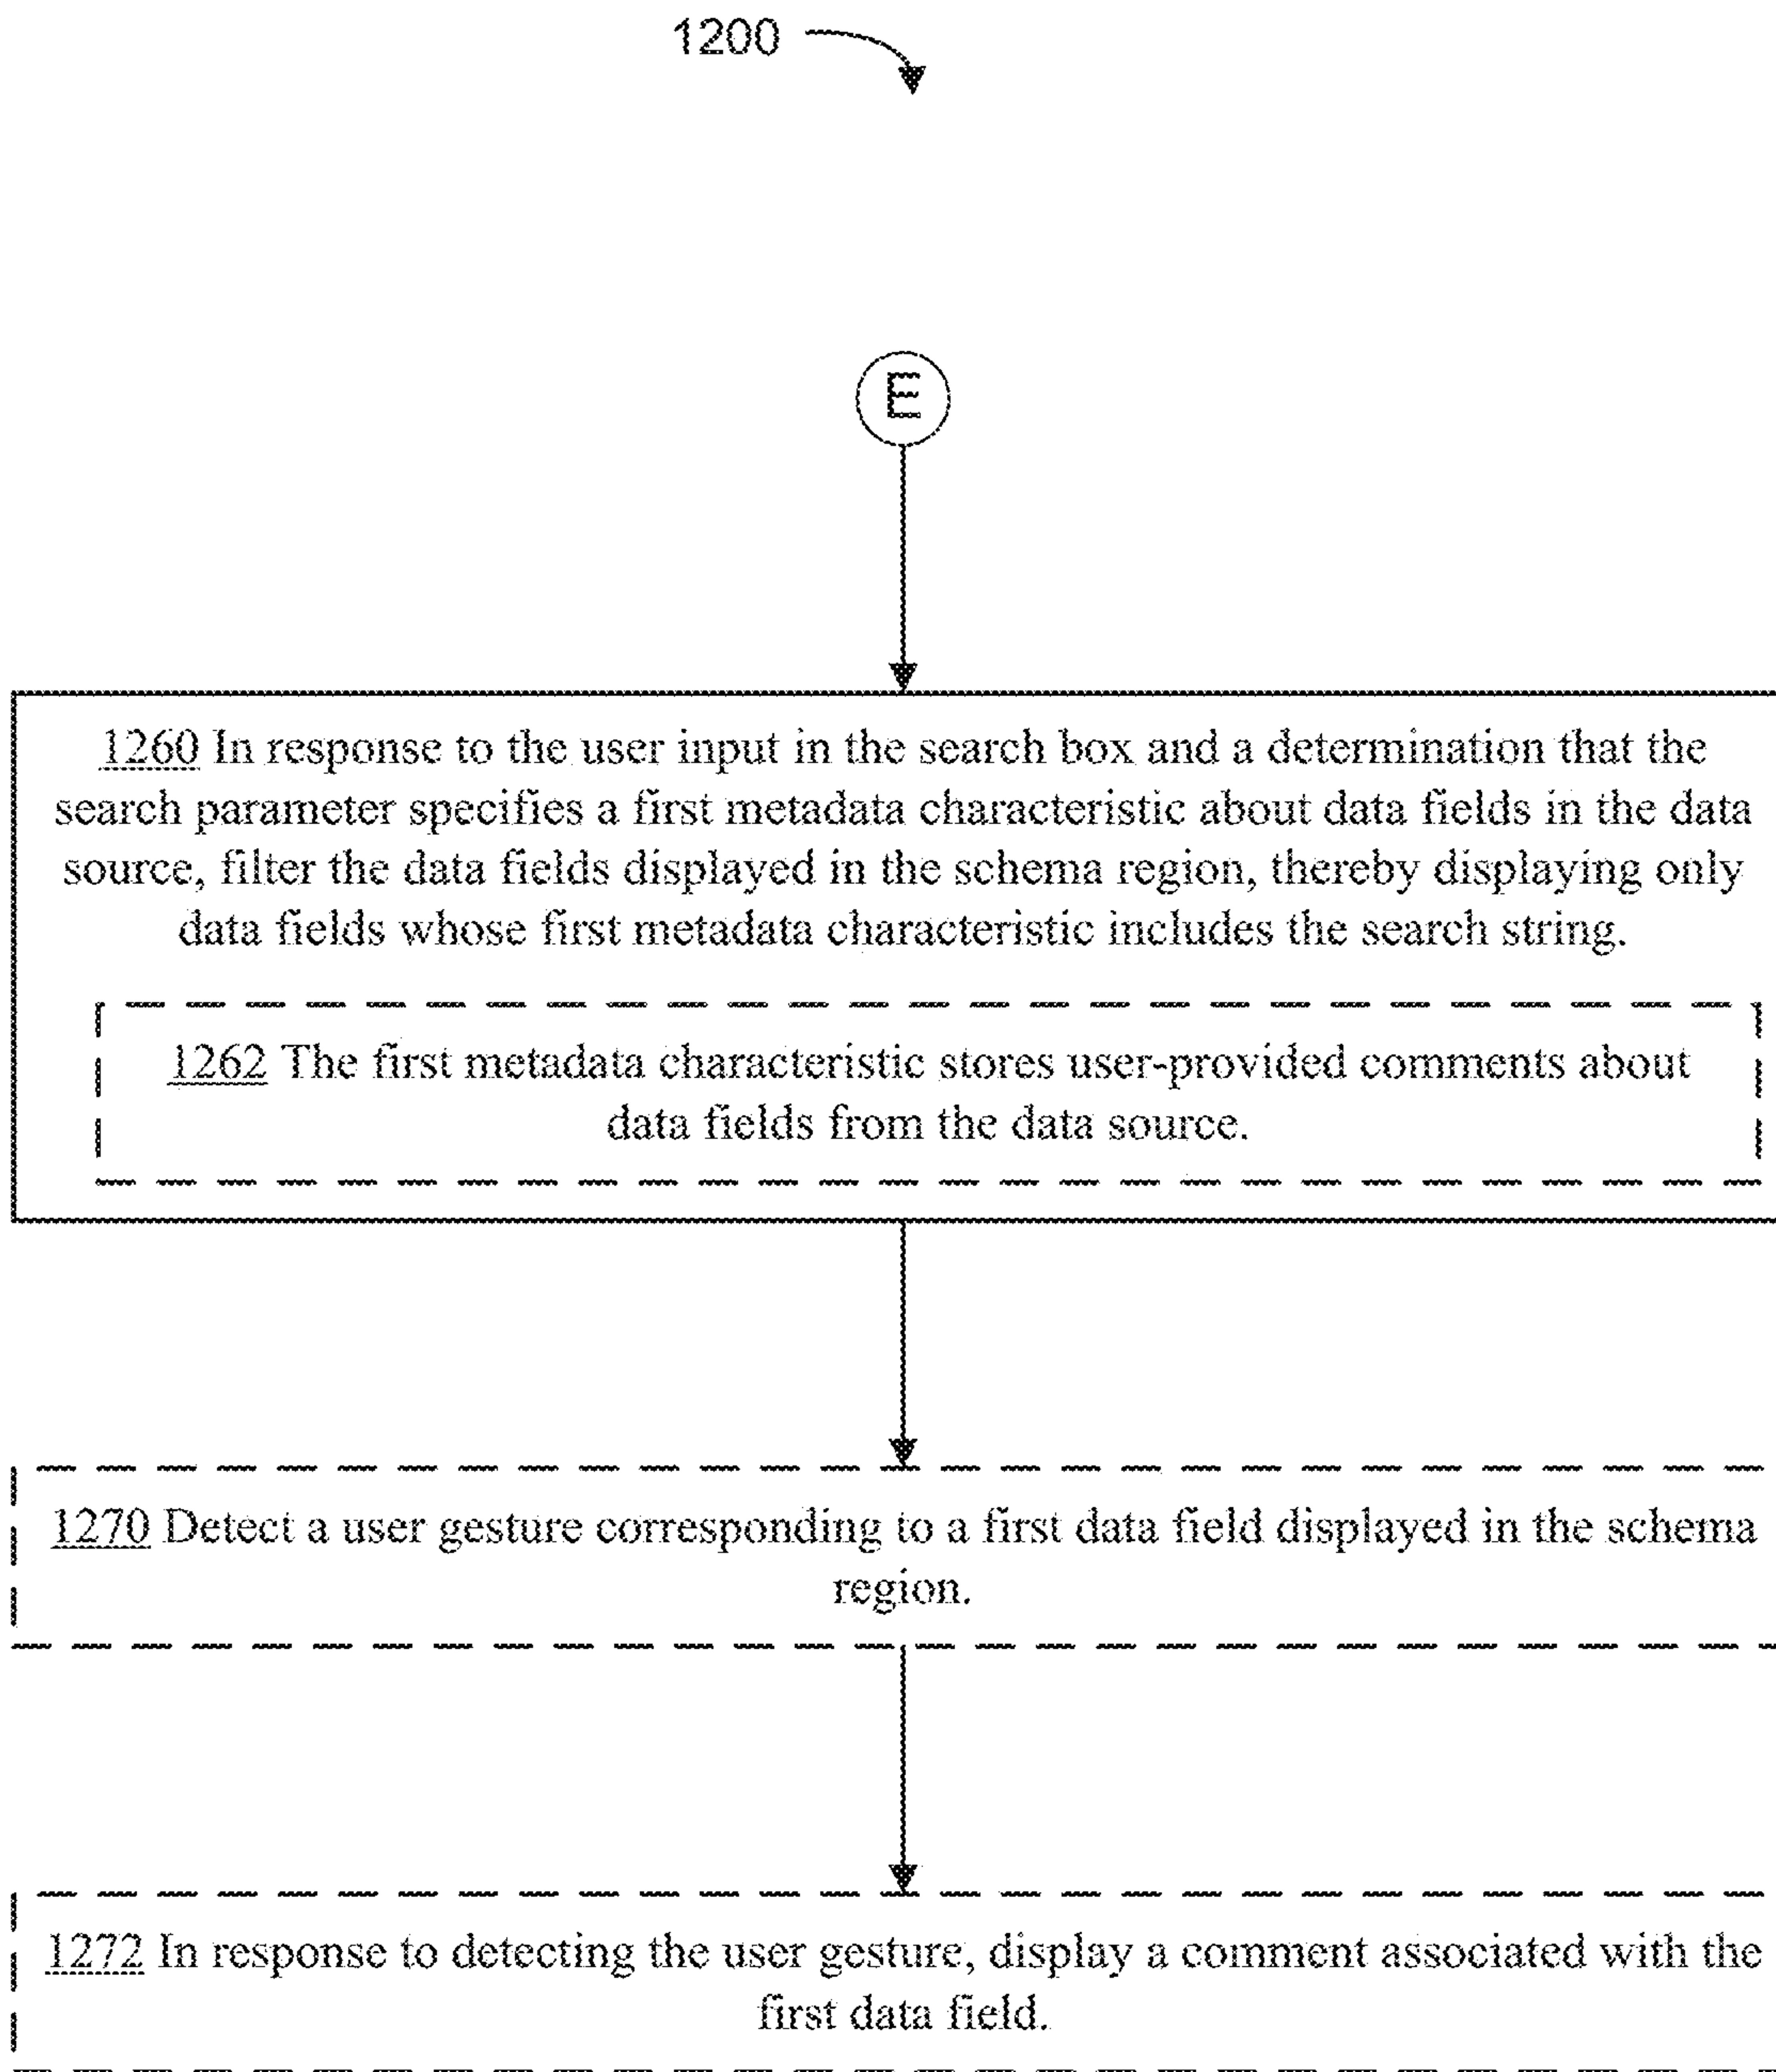 1200
E
1260 In response to the user input in the search box and a determination that the
search parameter specifies a first metadata characteristic about data fields in the data
source, filter the data fields displayed in the schema region, thereby displaying only
data fields whose first metadata characteristic includes the search string.
1262 The first metadata characteristic stores user-provided comments about
data fields from the data source.
1270 Detect a user gesture corresponding to a first data field displayed in the schema
region.
1272 In response to detecting the user gesture, display a comment associated with the
first data field.